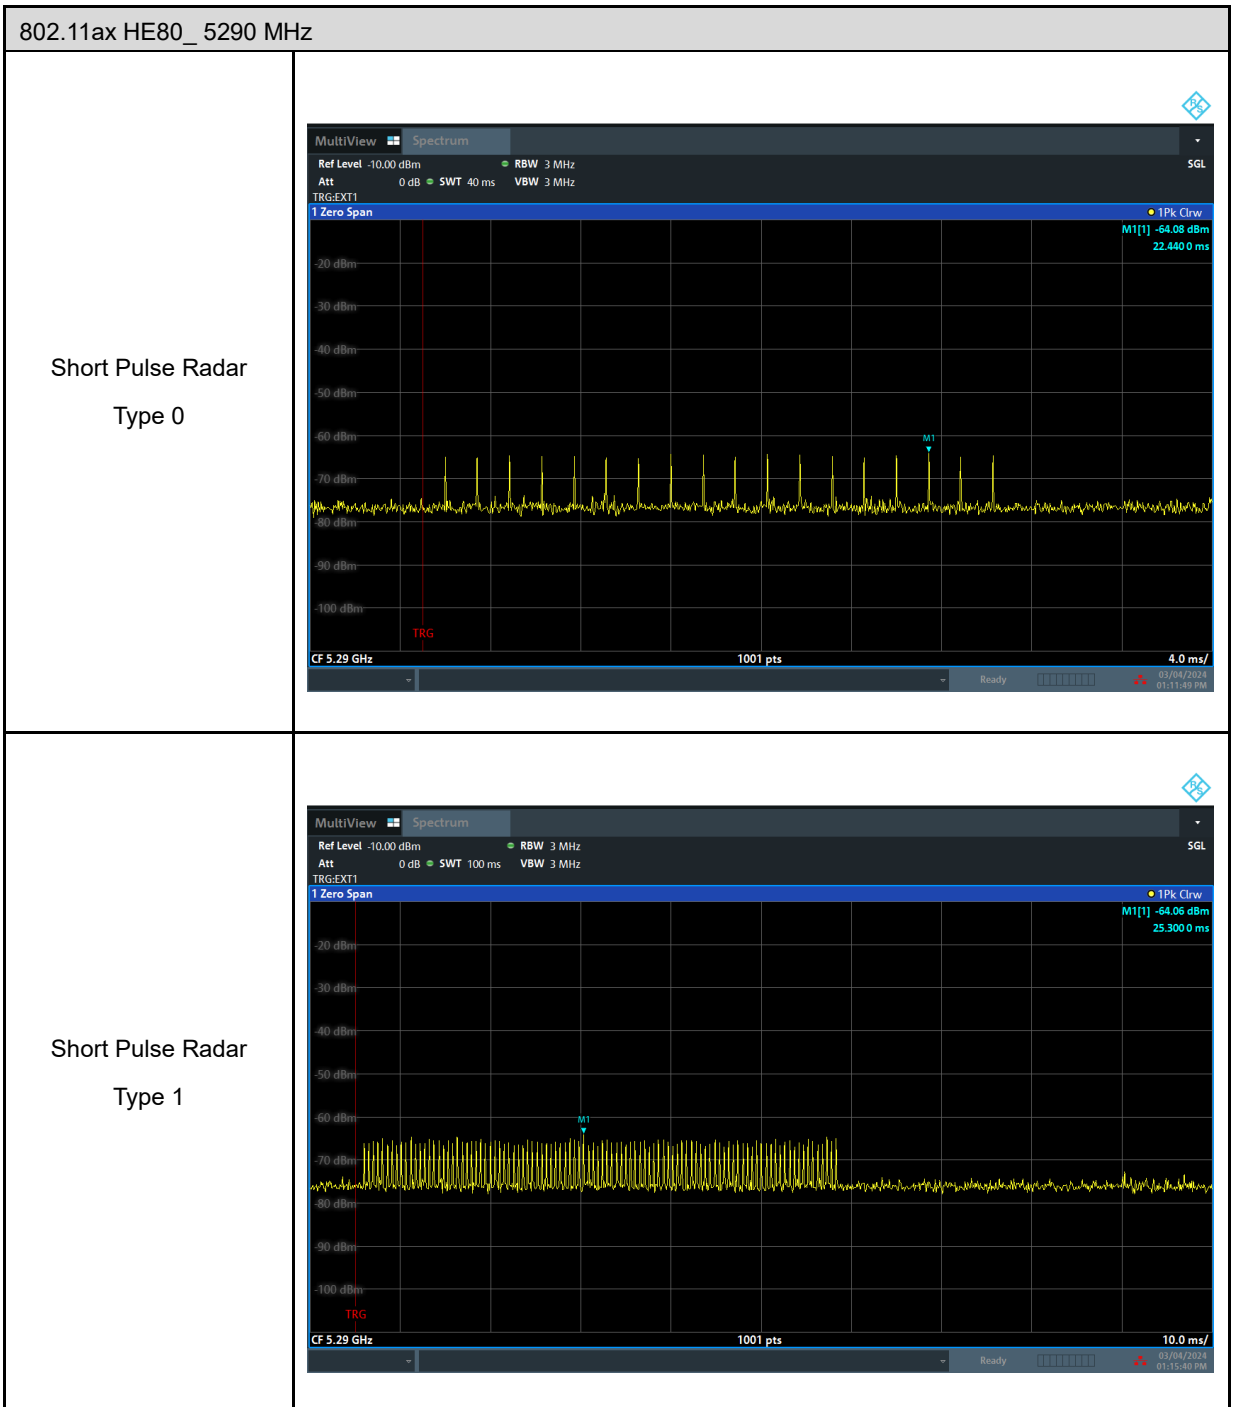 802.11ax HE80_ 5290 MHz
Short Pulse Radar
Type 0
R S
MultiView Spectrum
Ref Level -10.00 dBm RBW 3 MHz SGL
Att 0 dB SWT 40 ms VBW 3 MHz
TRG:EXT1
1 Zero Span 1Pk Clrw
M1[1] -64.08 dBm
22.440 0 ms
-20 dBm
-30 dBm
-40 dBm
-50 dBm
-60 dBm
M1
-70 dBm
-80 dBm
-90 dBm
-100 dBm
TRG
CF 5.29 GHz 1001 pts 4.0 ms/
Ready 03/04/2024
01:11:49 PM
Short Pulse Radar
Type 1
R S
MultiView Spectrum
Ref Level -10.00 dBm RBW 3 MHz SGL
Att 0 dB SWT 100 ms VBW 3 MHz
TRG:EXT1
1 Zero Span 1Pk Clrw
M1[1] -64.06 dBm
25.300 0 ms
-20 dBm
-30 dBm
-40 dBm
-50 dBm
-60 dBm
M1
-70 dBm
-80 dBm
-90 dBm
-100 dBm
TRG
CF 5.29 GHz 1001 pts 10.0 ms/
Ready 03/04/2024
01:15:40 PM